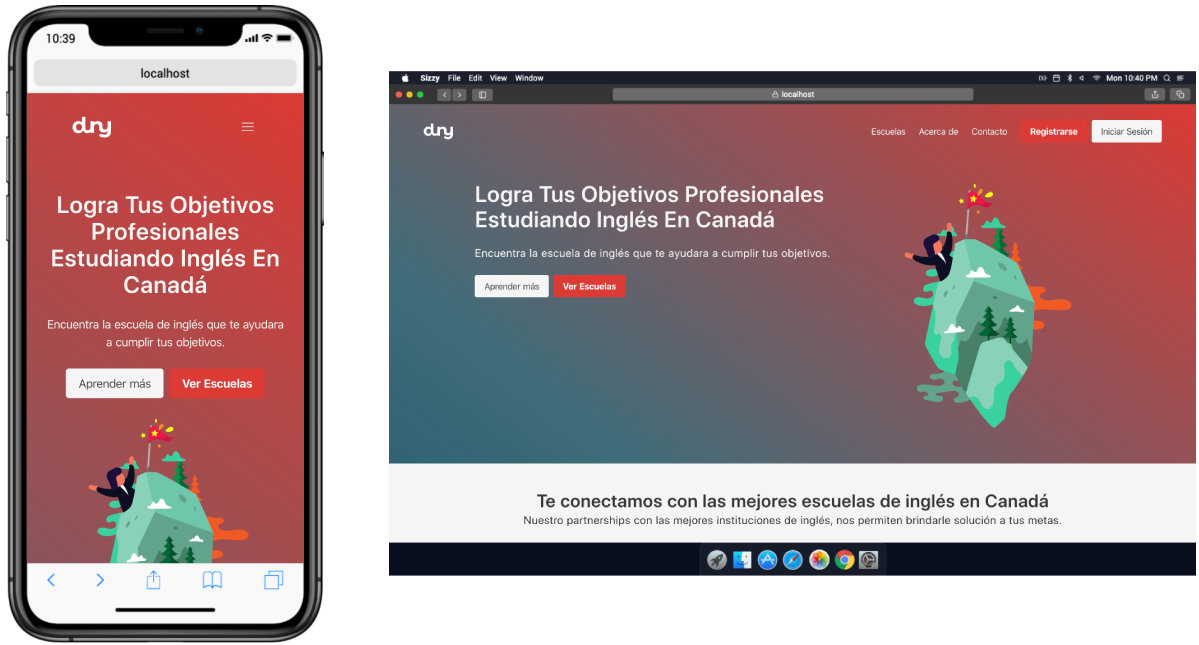 10:39
localhost
dry
Logra Tus Objetivos
Profesionales
Estudiando Inglés En
Canadá
Encuentra la escuela de inglés que te ayudara
a cumplir tus objetivos.
Aprender más
Ver Escuelas
Sizzy File Edit View Window
Mon 10:40 PM
localhost
dry
Escuelas Acerca de Contacto Registrarse Iniciar Sesión
Logra Tus Objetivos Profesionales
Estudiando Inglés En Canadá
Encuentra la escuela de inglés que te ayudara a cumplir tus objetivos.
Aprender más Ver Escuelas
Te conectamos con las mejores escuelas de inglés en Canadá
Nuestro partnerships con las mejores instituciones de inglés, nos permiten brindarle solución a tus metas.